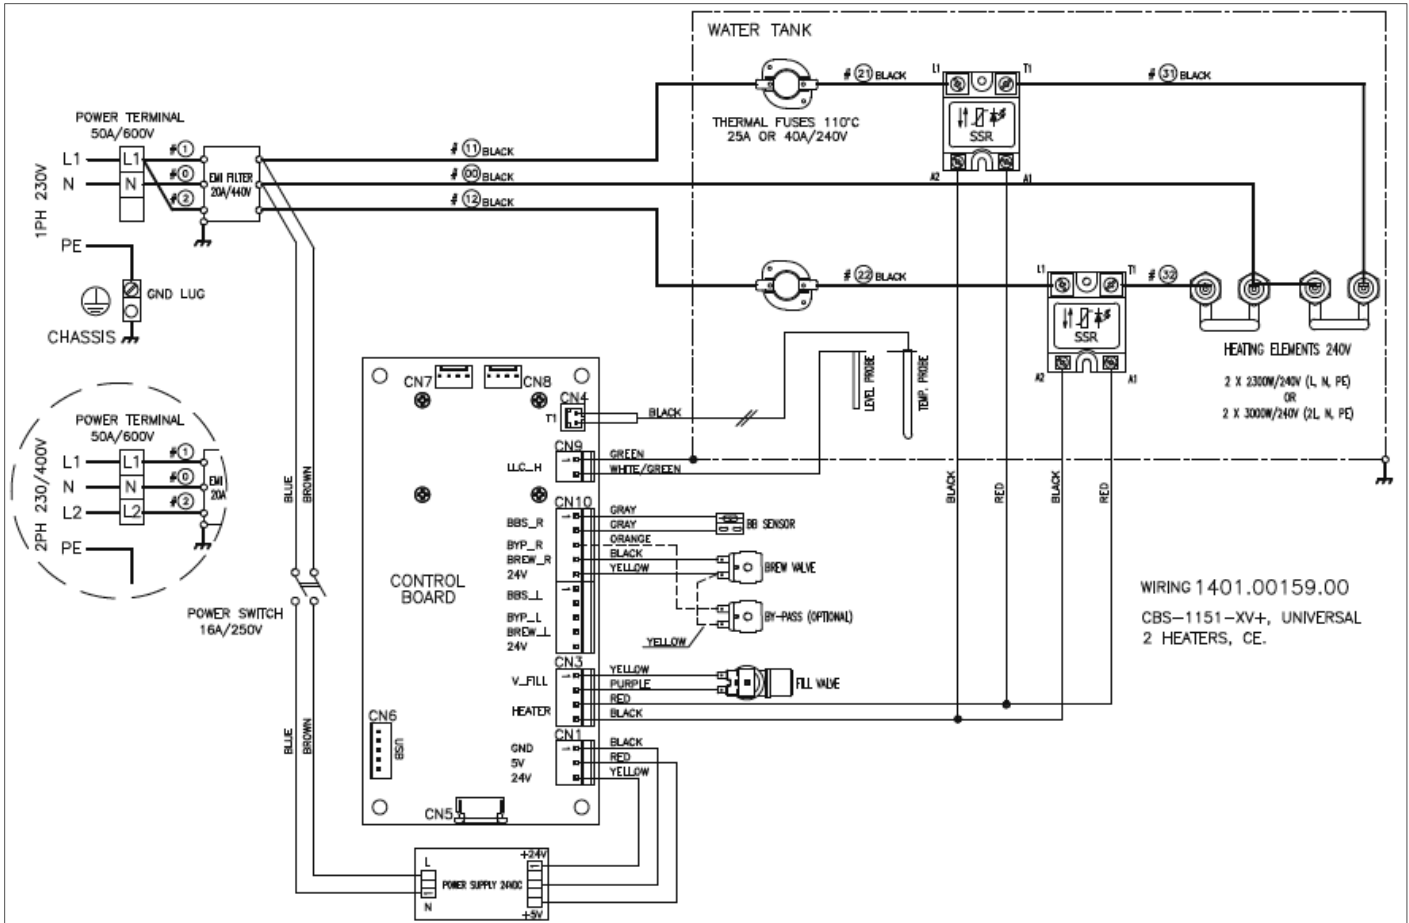 WATER TANK
L1
T1
# 21 BLACK
# 31 BLACK
POWER TERMINAL
50A/600V
THERMAL FUSES 110°C
25A OR 40A/240V
SSR
L1
L1
#1
# 11 BLACK
1PH 230V
N
N
#0
EMI FILTER
20A/440V
# 00 BLACK
A2
A1
#2
# 12 BLACK
PE
GND LUG
CHASSIS
# 22 BLACK
L1
T1
# 32
SSR
A2
A1
HEATING ELEMENTS 240V
2 X 2300W/240V (L, N, PE)
OR
2 X 3000W/240V (2L, N, PE)
LEVEL PROBE
TEMP. PROBE
CN7
CN8
CN4
T1
BLACK
POWER TERMINAL
50A/600V
2PH 230/400V
L1
L1
#1
N
N
#0
EMI
20A
L2
L2
#2
PE
BLUE
BROWN
POWER SWITCH
16A/250V
BLUE
BROWN
CONTROL
BOARD
CN9
LLC_H
GREEN
WHITE/GREEN
BLACK
RED
BLACK
RED
CN10
BBS_R
GRAY
GRAY
BB SENSOR
BYP_R
ORANGE
BREW_R
BLACK
24V
YELLOW
BREW VALVE
BBS_L
BYP_L
BREW_L
24V
BY-PASS (OPTIONAL)
YELLOW
CN3
V_FILL
YELLOW
PURPLE
FILL VALVE
HEATER
RED
BLACK
CN6
USB
CN1
GND
BLACK
5V
RED
24V
YELLOW
CN5
L
N
1
POWER SUPPLY 24VDC
+24V
1
+5V
WIRING 1401.00159.00
CBS-1151-XV+, UNIVERSAL
2 HEATERS, CE.